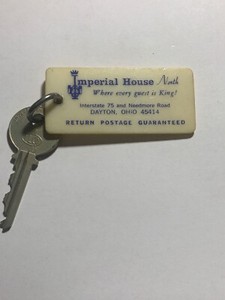 Imperial House North
Where every guest is King!
Interstate 75 and Needmore Road
DAYTON, OHIO 45414
RETURN POSTAGE GUARANTEED